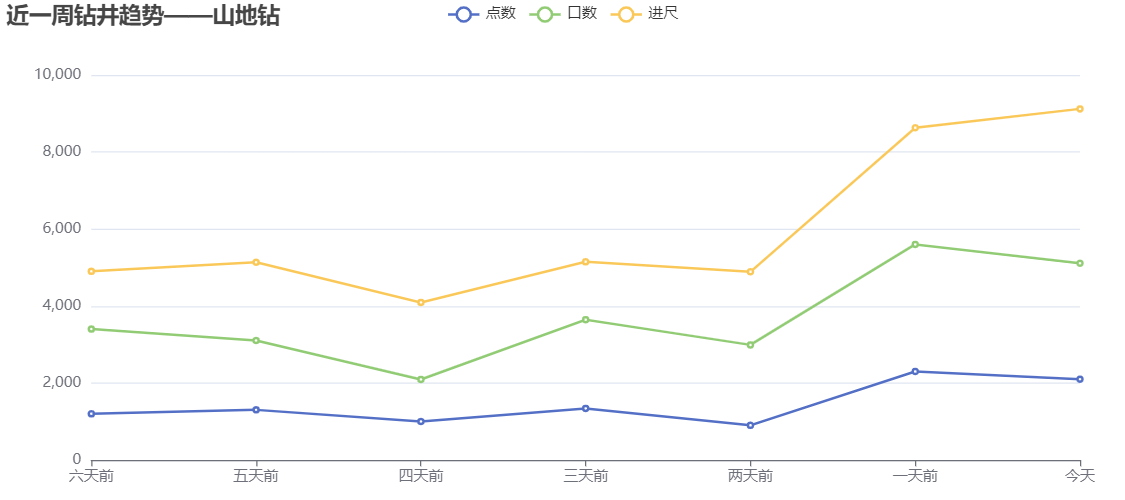 近一周钻井趋势——山地钻
点数 口数 进尺
10,000
8,000
6,000
4,000
2,000
0
六天前 五天前 四天前 三天前 两天前 一天前 今天